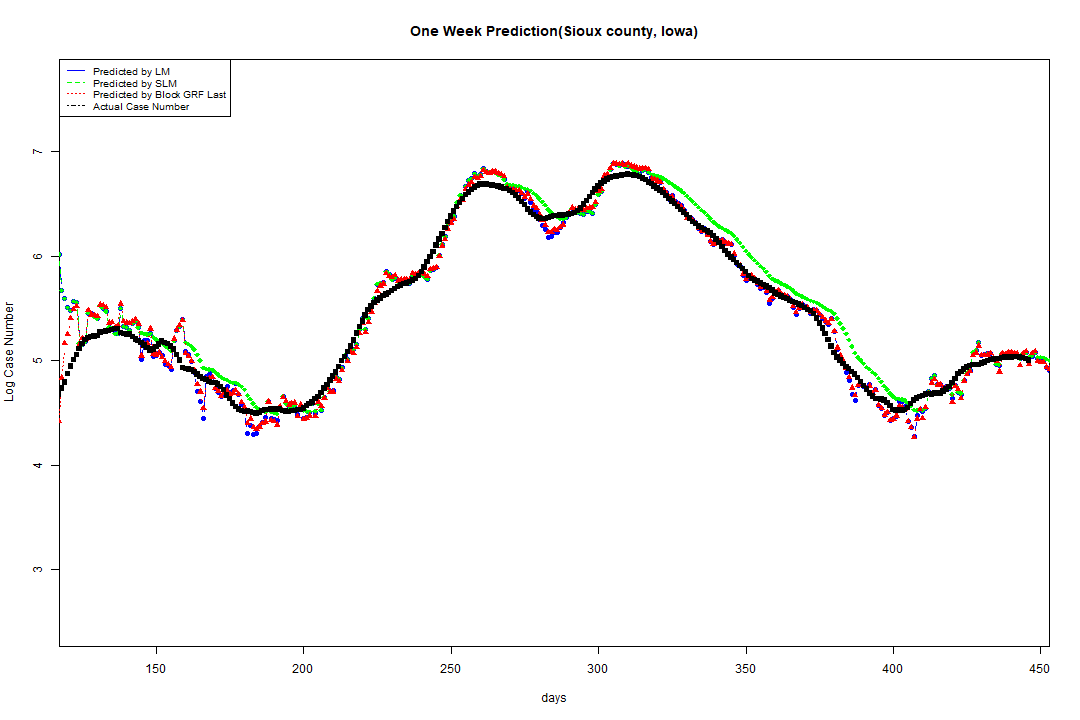 One Week Prediction(Sioux county, Iowa)
Predicted by LM
Predicted by SLM
Predicted by Block GRF Last
Actual Case Number
7
6
5
4
3
Log Case Number
150 200 250 300 350 400 450
days